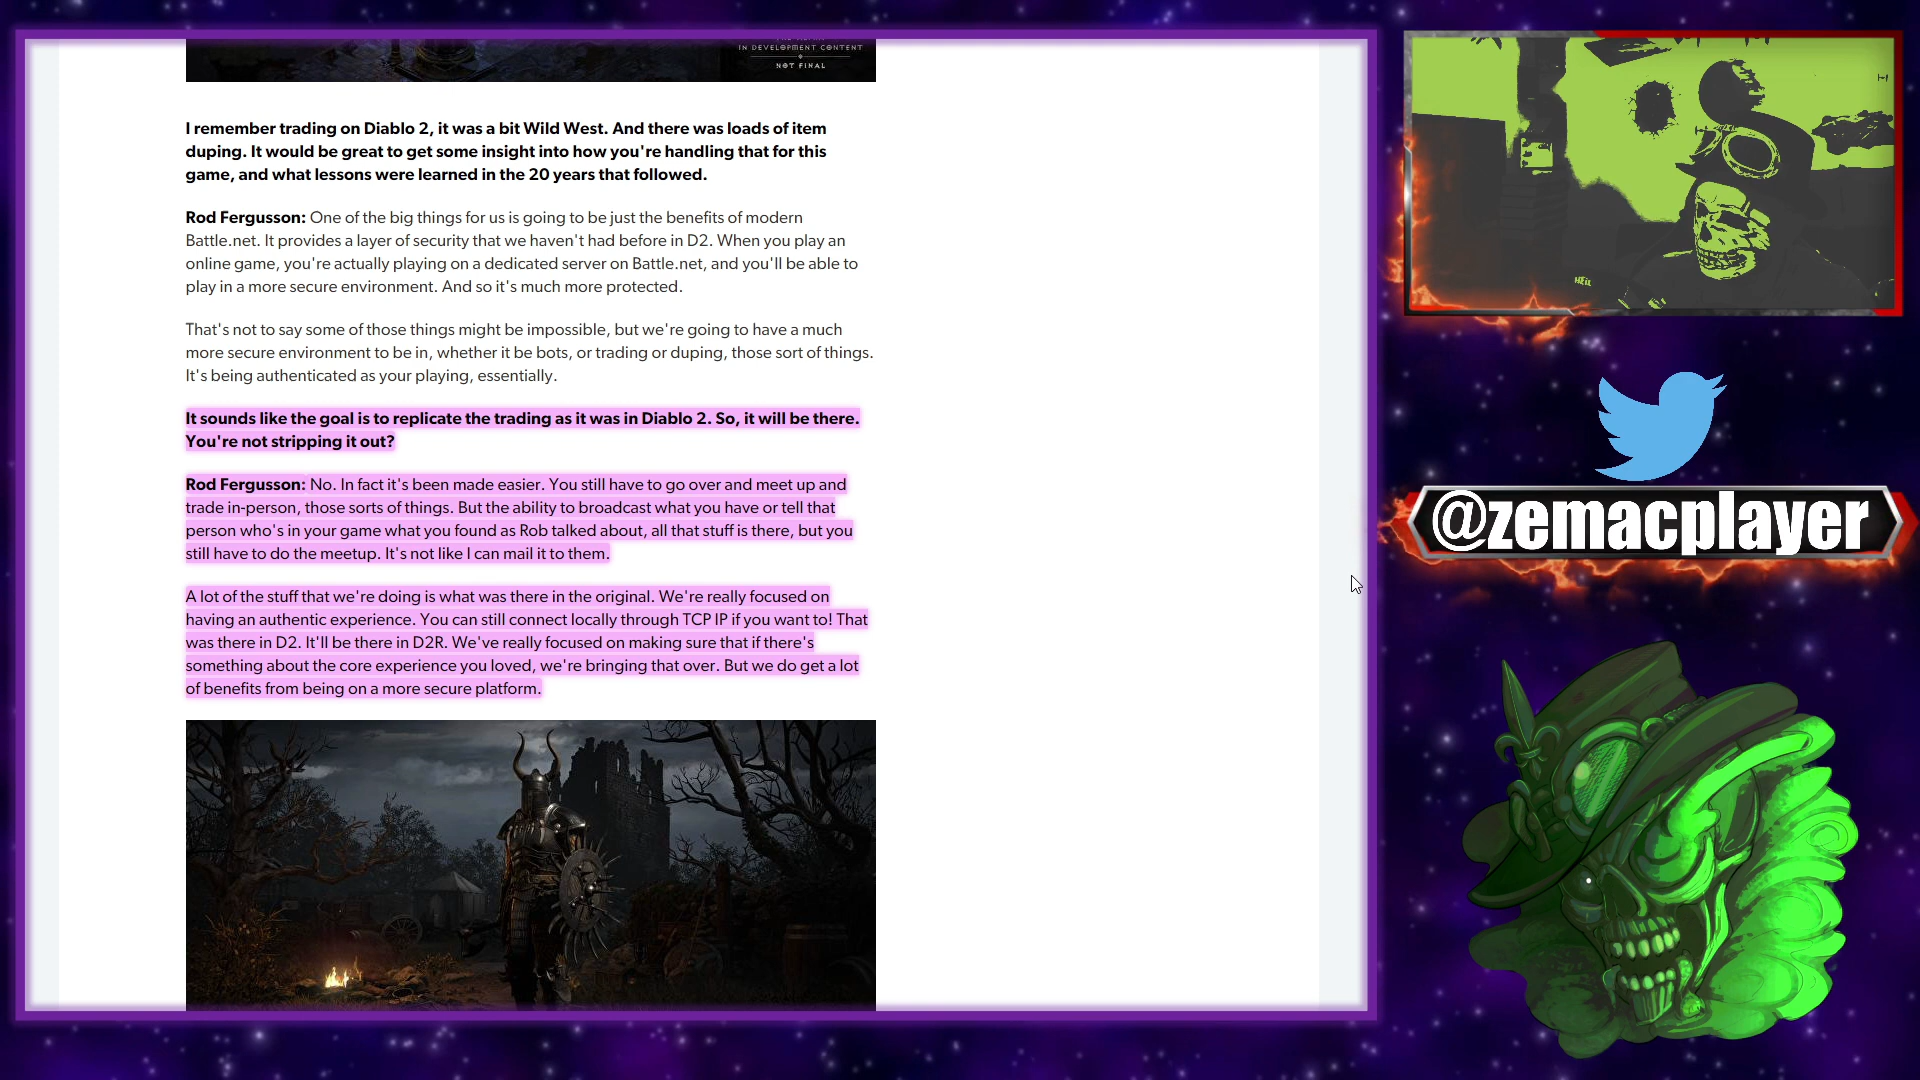 IN DEVELOPMENT CONTENT
NOT FINAL
I remember trading on Diablo 2, it was a bit Wild West. And there was loads of item
duping. It would be great to get some insight into how you're handling that for this
game, and what lessons were learned in the 20 years that followed.
Rod Fergusson: One of the big things for us is going to be just the benefits of modern
Battle.net. It provides a layer of security that we haven't had before in D2. When you play an
online game, you're actually playing on a dedicated server on Battle.net, and you'll be able to
play in a more secure environment. And so it's much more protected.
That's not to say some of those things might be impossible, but we're going to have a much
more secure environment to be in, whether it be bots, or trading or duping, those sort of things.
It's being authenticated as your playing, essentially.
It sounds like the goal is to replicate the trading as it was in Diablo 2. So, it will be there.
You're not stripping it out?
Rod Fergusson: No. In fact it's been made easier. You still have to go over and meet up and
trade in-person, those sorts of things. But the ability to broadcast what you have or tell that
person who's in your game what you found as Rob talked about, all that stuff is there, but you
still have to do the meetup. It's not like I can mail it to them.
A lot of the stuff that we're doing is what was there in the original. We're really focused on
having an authentic experience. You can still connect locally through TCP IP if you want to! That
was there in D2. It'll be there in D2R. We've really focused on making sure that if there's
something about the core experience you loved, we're bringing that over. But we do get a lot
of benefits from being on a more secure platform.
@zemacplayer